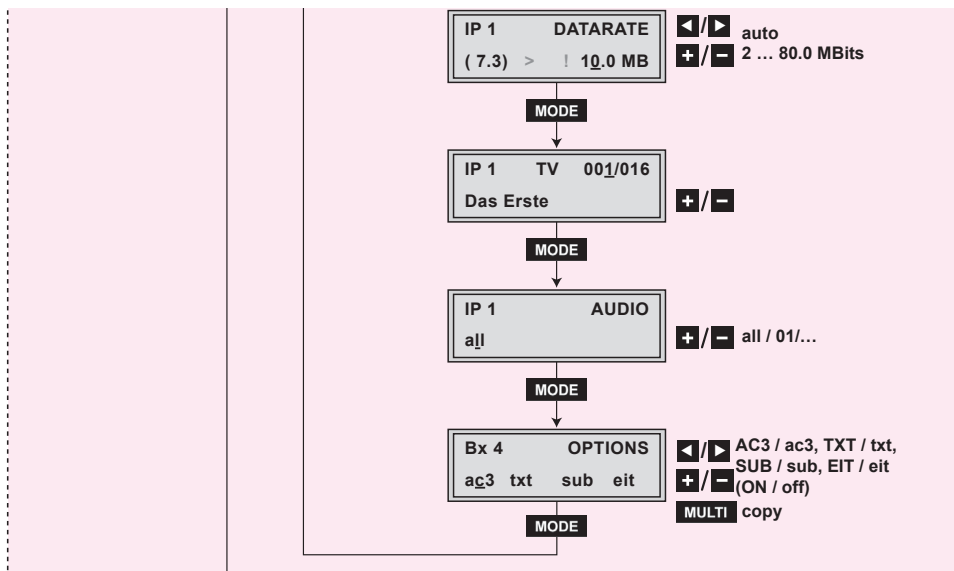 IP 1 DATARATE
( 7.3) > ! 10.0 MB
◄/► auto
+/− 2 … 80.0 MBits
MODE
IP 1 TV 001/016
Das Erste
+/−
MODE
IP 1 AUDIO
all
+/− all / 01/…
MODE
Bx 4 OPTIONS
ac3 txt sub eit
◄/► AC3 / ac3, TXT / txt,
SUB / sub, EIT / eit
+/− (ON / off)
MULTI copy
MODE